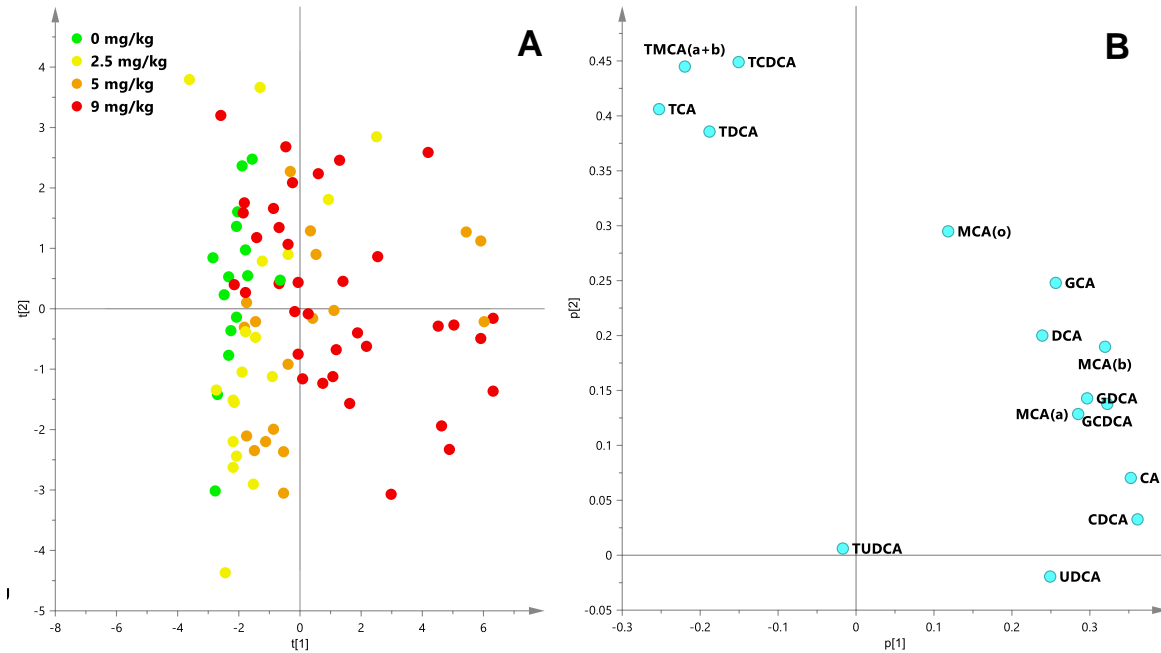 A
0 mg/kg
2.5 mg/kg
5 mg/kg
9 mg/kg
4
3
2
1
0
-1
-2
-3
-4
-5
t[2]
-8
-6
-4
-2
0
2
4
6
t[1]
B
TMCA(a+b)
TCDCA
TCA
TDCA
MCA(o)
GCA
DCA
MCA(b)
GDCA
MCA(a)
GCDCA
CA
CDCA
TUDCA
UDCA
0.45
0.4
0.35
0.3
0.25
0.2
0.15
0.1
0.05
0
-0.05
p[2]
-0.3
-0.2
-0.1
0
0.1
0.2
0.3
p[1]